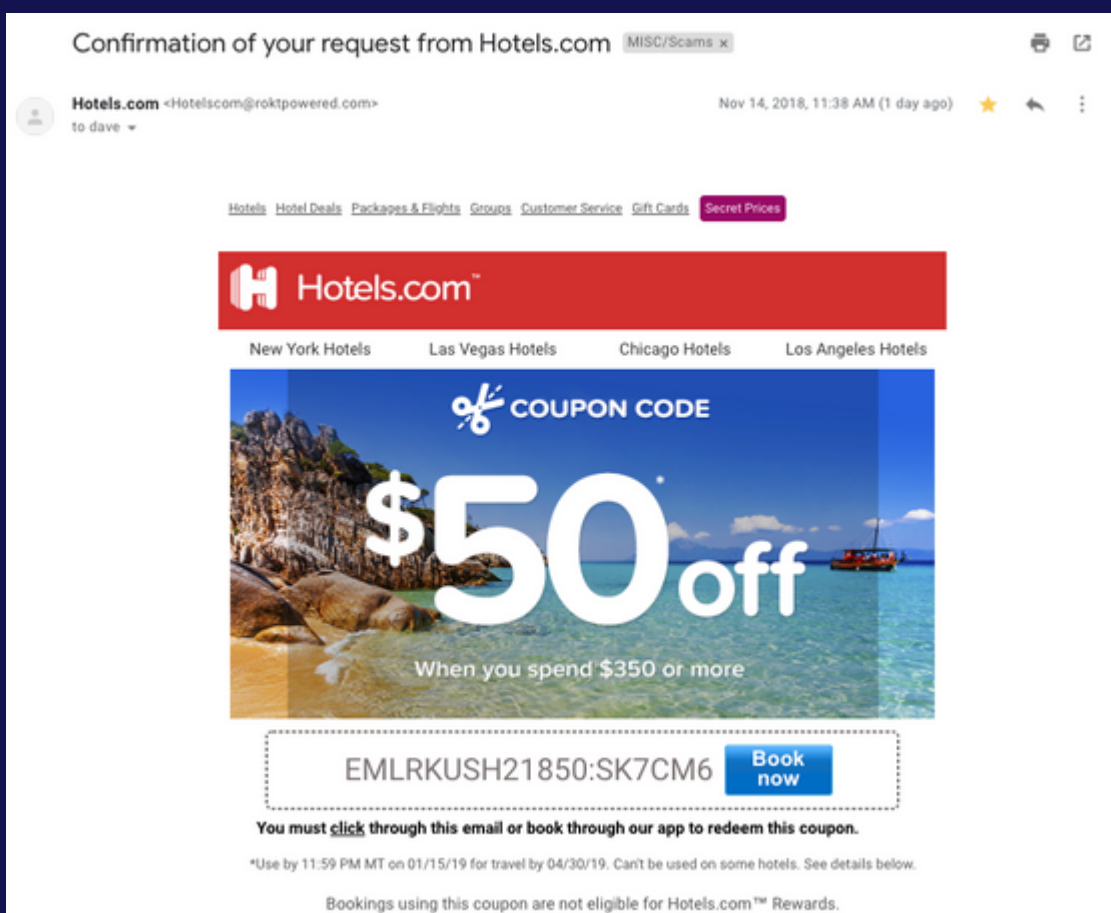 Confirmation of your request from Hotels.com MISC/Scams x
Hotels.com <Hotelscom@roktpowered.com> Nov 14, 2018, 11:38 AM (1 day ago)
to dave
Hotels Hotel Deals Packages & Flights Groups Customer Service Gift Cards Secret Prices
H Hotels.com™
New York Hotels Las Vegas Hotels Chicago Hotels Los Angeles Hotels
COUPON CODE
$50*off
When you spend $350 or more
EMLRKUSH21850:SK7CM6 Book now
You must click through this email or book through our app to redeem this coupon.
*Use by 11:59 PM MT on 01/15/19 for travel by 04/30/19. Can't be used on some hotels. See details below.
Bookings using this coupon are not eligible for Hotels.com™ Rewards.